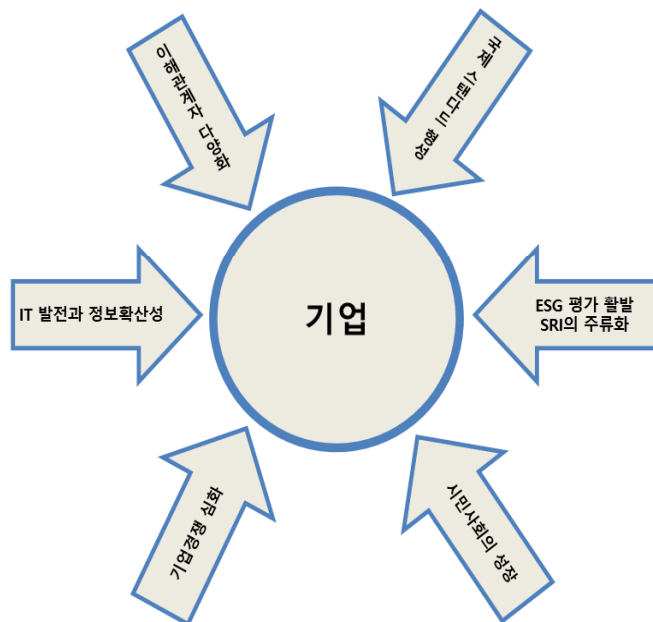 이해관계자 다양화
국제 스탠다드 형성
IT 발전과 정보확산성
기업
ESG 평가 활발
SRI의 주류화
기업경쟁 심화
시민사회의 성장